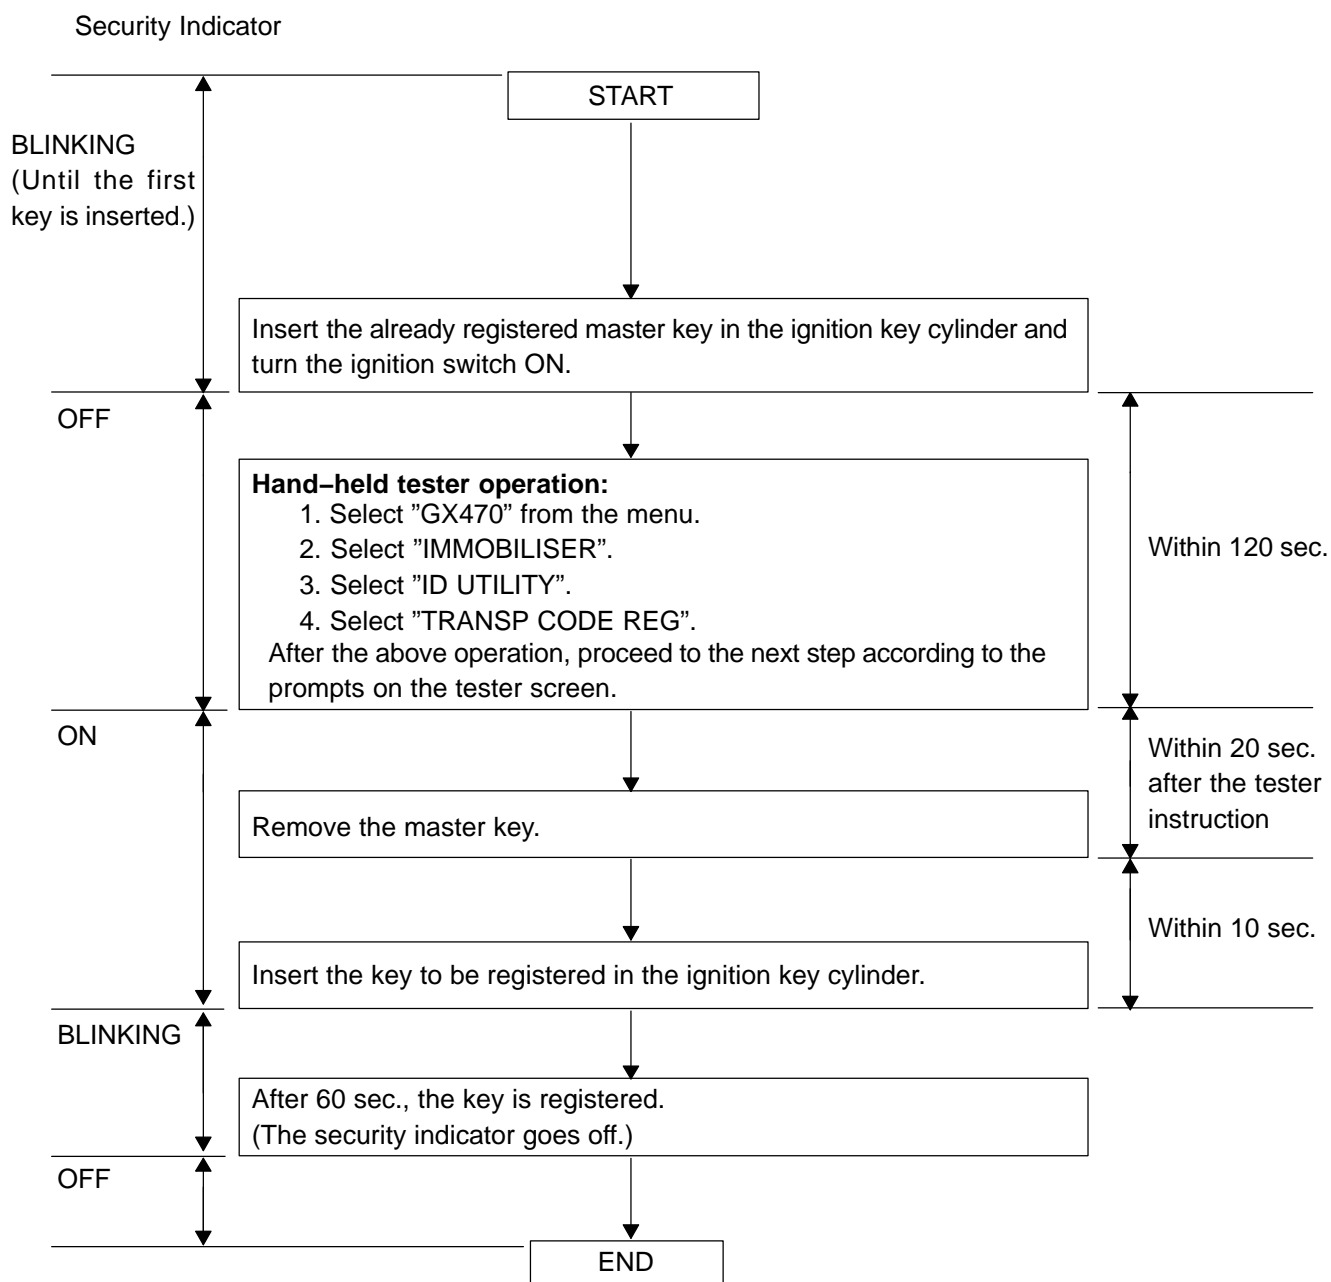 Security Indicator
START
BLINKING
(Until the first
key is inserted.)
Insert the already registered master key in the ignition key cylinder and
turn the ignition switch ON.
OFF
Hand–held tester operation:
1. Select ”GX470” from the menu.
2. Select ”IMMOBILISER”.
3. Select ”ID UTILITY”.
4. Select ”TRANSP CODE REG”.
After the above operation, proceed to the next step according to the
prompts on the tester screen.
Within 120 sec.
ON
Within 20 sec.
after the tester
instruction
Remove the master key.
Within 10 sec.
Insert the key to be registered in the ignition key cylinder.
BLINKING
After 60 sec., the key is registered.
(The security indicator goes off.)
OFF
END